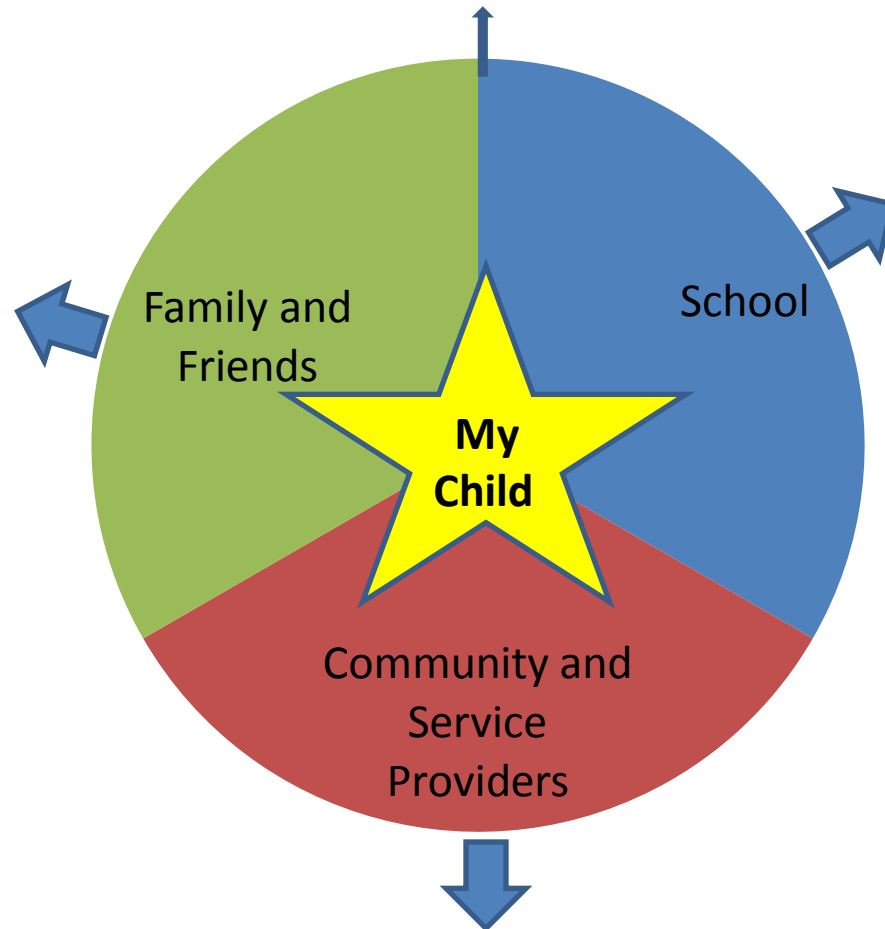 Family and
Friends
School
My
Child
Community and
Service
Providers